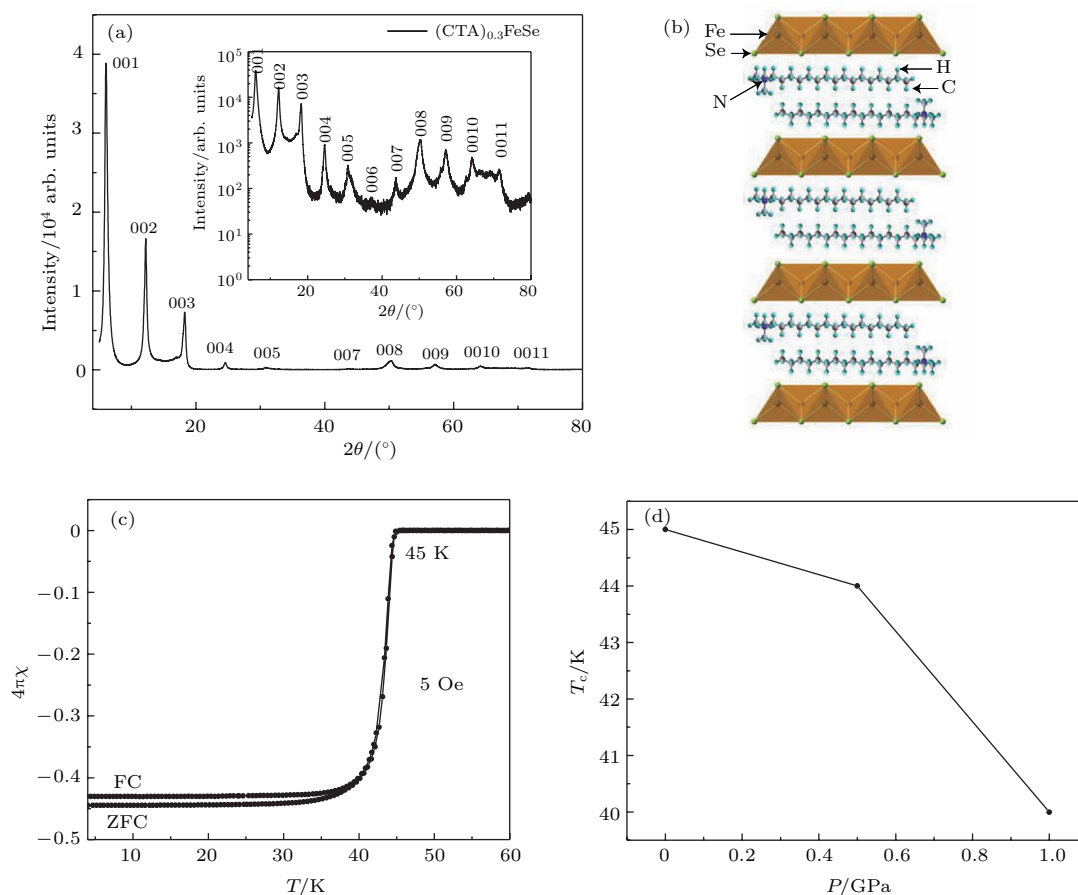 (a)
(CTA)0.3FeSe
Intensity/10⁴ arb. units
4
3
2
1
0
001
002
003
004
005
007
008
009
0010
0011
20
40
60
80
2θ/(°)
Intensity/arb. units
10⁵
10⁴
10³
10²
10¹
10⁰
001
002
003
004
005
006
007
008
009
0010
0011
20
40
60
80
2θ/(°)
(b)
Fe
Se
N
H
C
(c)
4πχ
0
−0.1
−0.2
−0.3
−0.4
−0.5
45 K
5 Oe
FC
ZFC
10
20
30
40
50
60
T/K
(d)
Tc/K
45
44
43
42
41
40
0
0.2
0.4
0.6
0.8
1.0
P/GPa